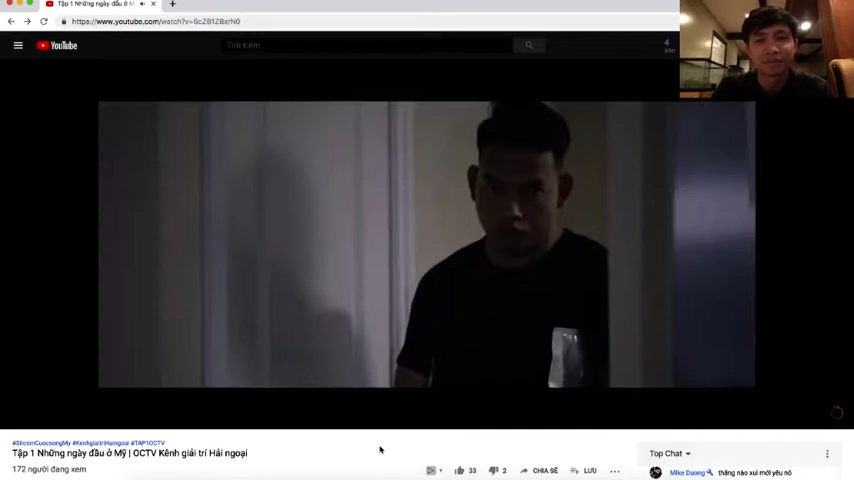 Tập 1 Những ngày đầu ở M
https://www.youtube.com/watch?v=6cZB1ZBxrN0
YouTube
Tìm kiếm
4
#SitcomCuocsongMy #KenhgiaitriHaingoai #TAP1OCTV
Tập 1 Những ngày đầu ở Mỹ | OCTV Kênh giải trí Hải ngoại
172 người đang xem
33
2
CHIA SẺ
LƯU
Top Chat
Mike Duong thằng nào xui mới yêu nó